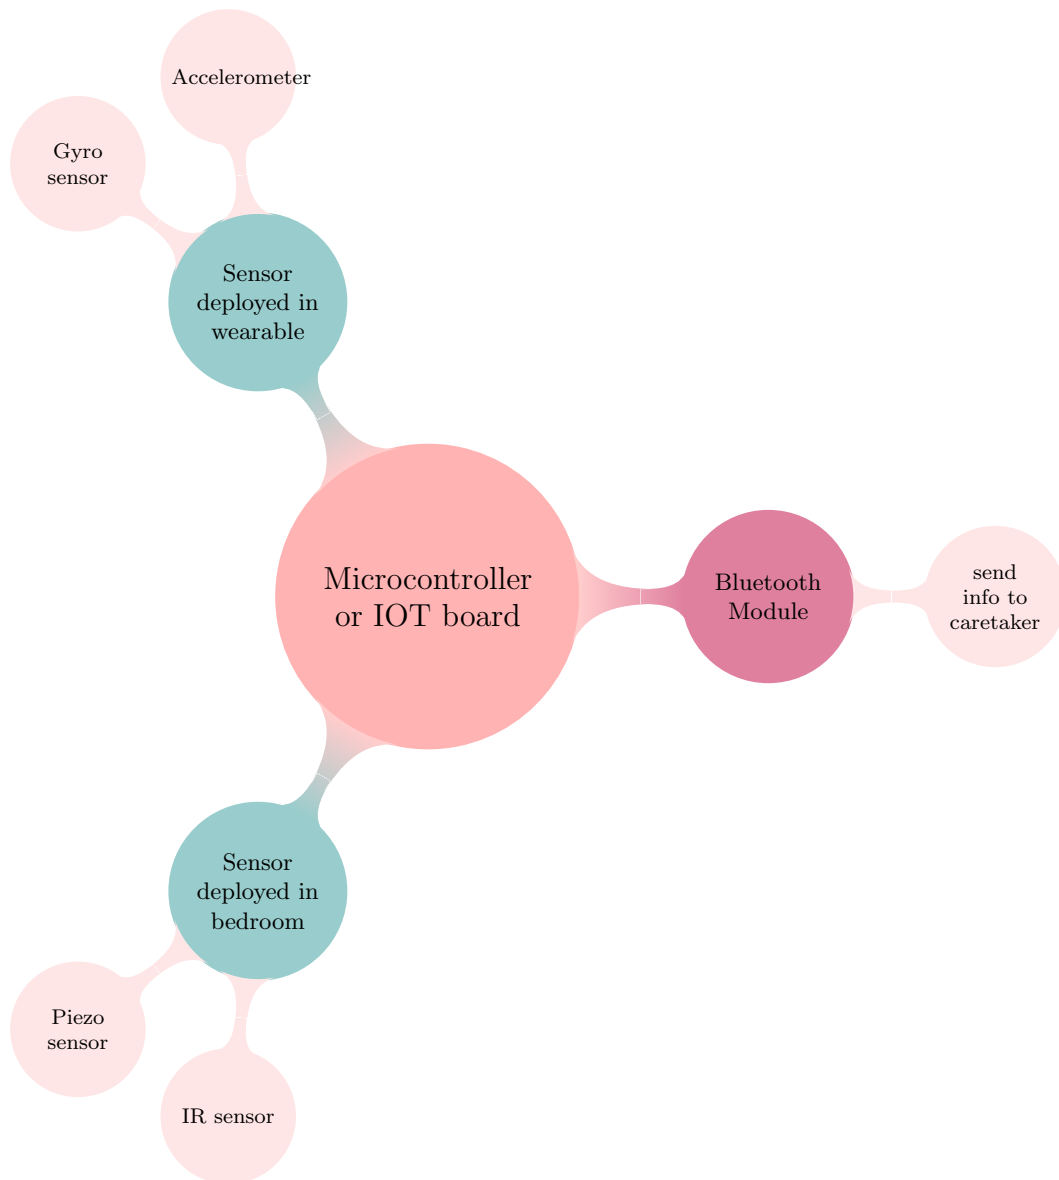 Accelerometer
Gyro
sensor
Sensor
deployed in
wearable
Microcontroller
or IOT board
Bluetooth
Module
send
info to
caretaker
Sensor
deployed in
bedroom
Piezo
sensor
IR sensor